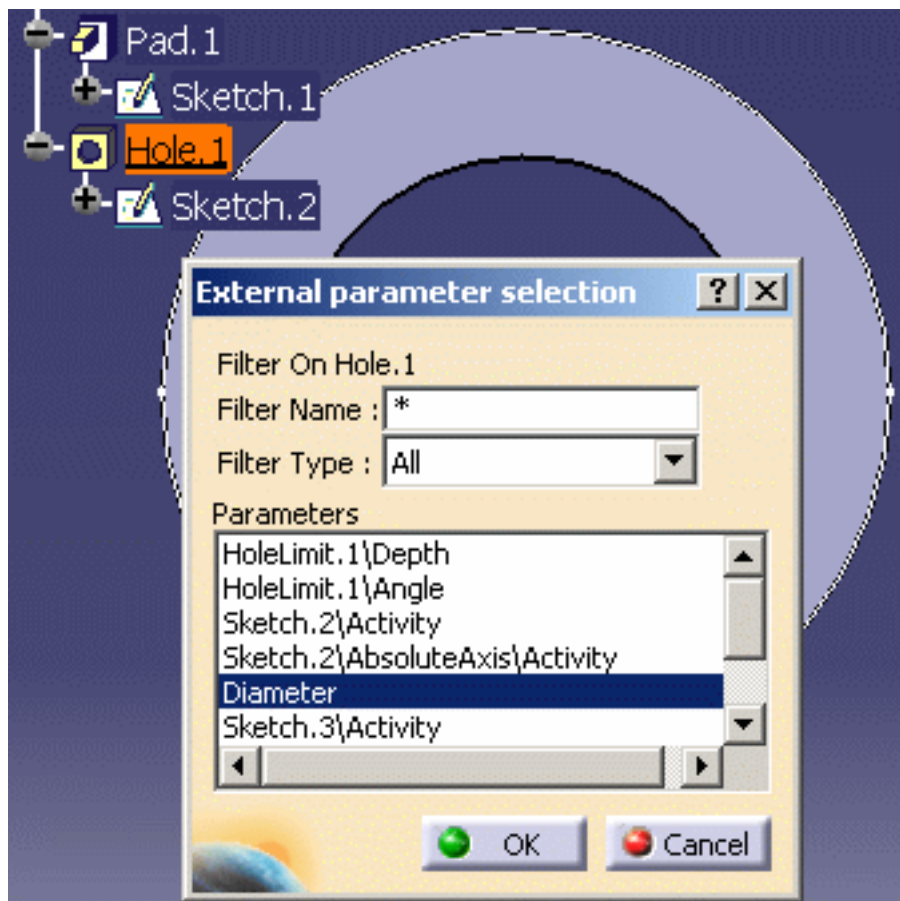 Pad.1
Sketch.1
Hole.1
Sketch.2
External parameter selection
Filter On Hole.1
Filter Name : *
Filter Type : All
Parameters
HoleLimit.1\Depth
HoleLimit.1\Angle
Sketch.2\Activity
Sketch.2\AbsoluteAxis\Activity
Diameter
Sketch.3\Activity
OK Cancel